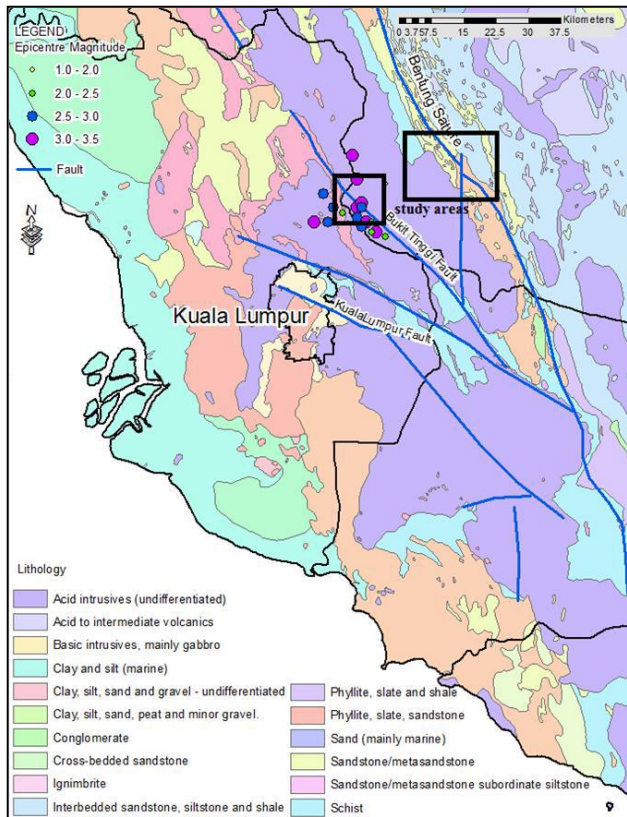 LEGEND
Epicentre Magnitude
1.0 - 2.0
2.0 - 2.5
2.5 - 3.0
3.0 - 3.5
Fault
Kilometers
0 3.75 7.5 15 22.5 30 37.5
N
Bentung Sature
study areas
Bukit Tinggi Fault
Kuala Lumpur
KualaLumpur Fault
Lithology
Acid intrusives (undifferentiated)
Acid to intermediate volcanics
Basic intrusives, mainly gabbro
Clay and silt (marine)
Clay, silt, sand and gravel - undifferentiated
Clay, silt, sand, peat and minor gravel.
Conglomerate
Cross-bedded sandstone
Ignimbrite
Interbedded sandstone, siltstone and shale
Phyllite, slate and shale
Phyllite, slate, sandstone
Sand (mainly marine)
Sandstone/metasandstone
Sandstone/metasandstone subordinate siltstone
Schist